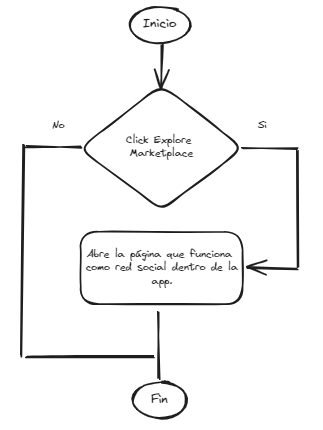 Inicio
No
Si
Click Explore
Marketplace
Abre la página que funciona
como red social dentro de la
app.
Fin